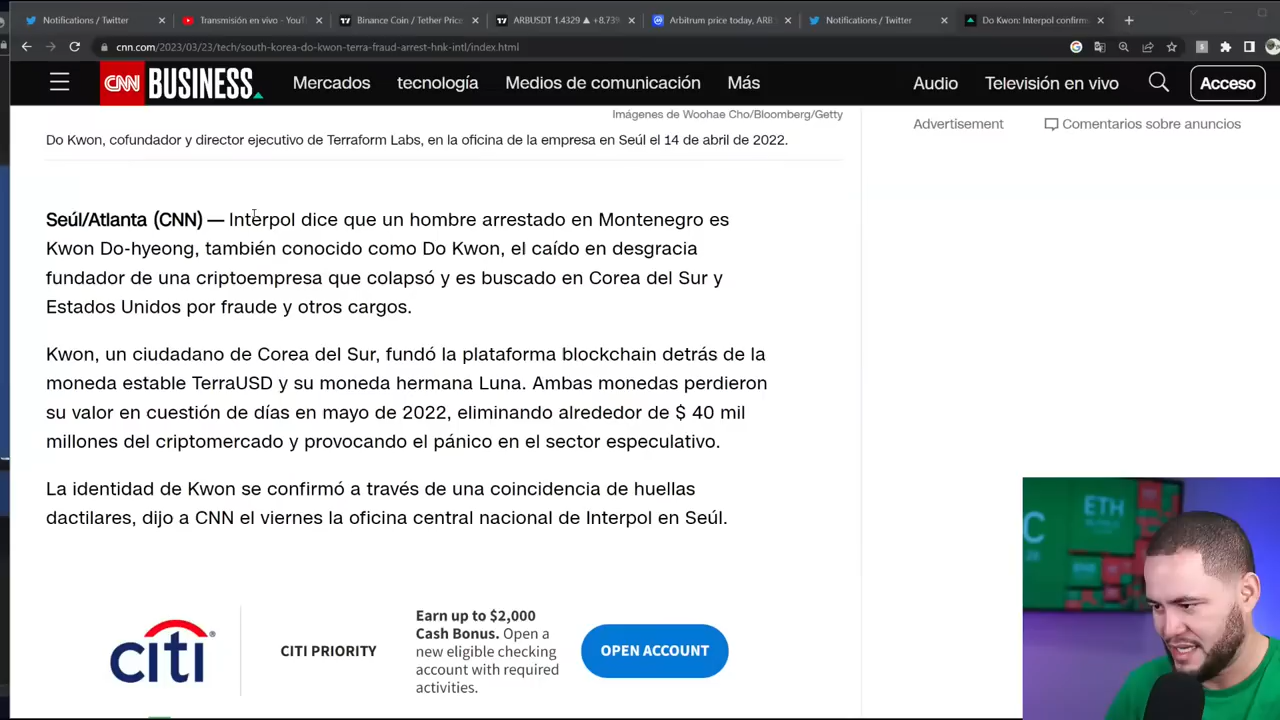 Notifications / Twitter
Transmisión en vivo - YouT
Binance Coin / Tether Price
ARBUSDT 1.4329 ▲ +8.73%
Arbitrum price today, ARB
Notifications / Twitter
Do Kwon: Interpol confirm
cnn.com/2023/03/23/tech/south-korea-do-kwon-terra-fraud-arrest-hnk-intl/index.html
CNN BUSINESS
Mercados
tecnología
Medios de comunicación
Más
Audio
Televisión en vivo
Acceso
Imágenes de Woohae Cho/Bloomberg/Getty
Do Kwon, cofundador y director ejecutivo de Terraform Labs, en la oficina de la empresa en Seúl el 14 de abril de 2022.
Advertisement
Comentarios sobre anuncios
Seúl/Atlanta (CNN) — Interpol dice que un hombre arrestado en Montenegro es
Kwon Do-hyeong, también conocido como Do Kwon, el caído en desgracia
fundador de una criptoempresa que colapsó y es buscado en Corea del Sur y
Estados Unidos por fraude y otros cargos.
Kwon, un ciudadano de Corea del Sur, fundó la plataforma blockchain detrás de la
moneda estable TerraUSD y su moneda hermana Luna. Ambas monedas perdieron
su valor en cuestión de días en mayo de 2022, eliminando alrededor de $ 40 mil
millones del criptomercado y provocando el pánico en el sector especulativo.
La identidad de Kwon se confirmó a través de una coincidencia de huellas
dactilares, dijo a CNN el viernes la oficina central nacional de Interpol en Seúl.
citi
CITI PRIORITY
Earn up to $2,000
Cash Bonus. Open a
new eligible checking
account with required
activities.
OPEN ACCOUNT
ETH
C